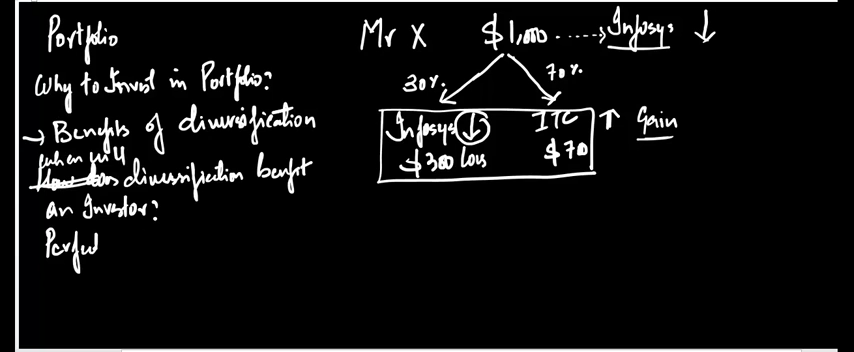 Portfolio
Why to Invest in Portfolio?
→ Benefits of diversification
when will
diversification benefit
an Investor?
Perfect
Mr X $1,000 ·····> Infosys ↓
30% 70%
Infosys ↓ ITC ↑ Gain
$300 Loss $70